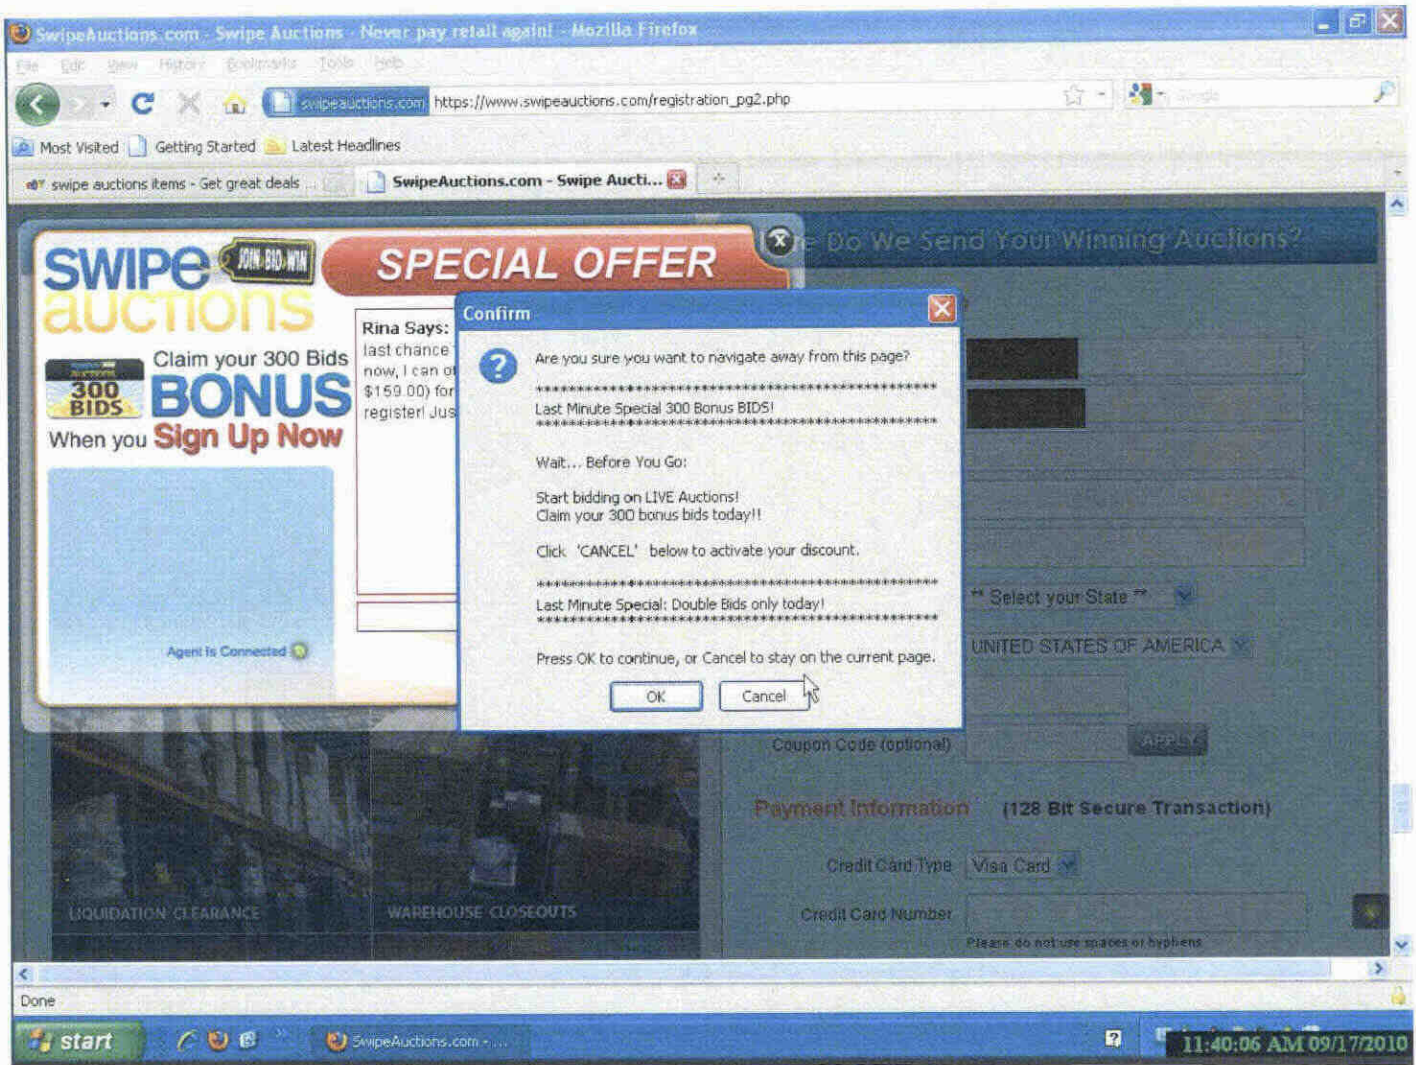 SwipeAuctions.com - Swipe Auctions - Never pay retail again! - Mozilla Firefox
File Edit View History Bookmarks Tools Help
swipeauctions.com https://www.swipeauctions.com/registration_pg2.php
Google
Most Visited Getting Started Latest Headlines
swipe auctions items - Get great deals ... SwipeAuctions.com - Swipe Aucti...
e Do We Send Your Winning Auctions?
SWIPE auctions JOIN·BID·WIN SPECIAL OFFER
Claim your 300 Bids
BONUS
When you Sign Up Now
300
BIDS
Agent Is Connected
Rina Says:
last chance
now, I can of
$159.00) for
register! Jus
Confirm
Are you sure you want to navigate away from this page?
**************************************************
Last Minute Special 300 Bonus BIDS!
**************************************************
Wait... Before You Go:
Start bidding on LIVE Auctions!
Claim your 300 bonus bids today!!
Click 'CANCEL' below to activate your discount.
**************************************************
Last Minute Special: Double Bids only today!
**************************************************
Press OK to continue, or Cancel to stay on the current page.
OK Cancel
** Select your State **
UNITED STATES OF AMERICA
Coupon Code (optional) APPLY
Payment Information (128 Bit Secure Transaction)
Credit Card Type Visa Card
Credit Card Number
Please do not use spaces or hyphens
LIQUIDATION CLEARANCE WAREHOUSE CLOSEOUTS
Done
start SwipeAuctions.com - ...
11:40:06 AM 09/17/2010